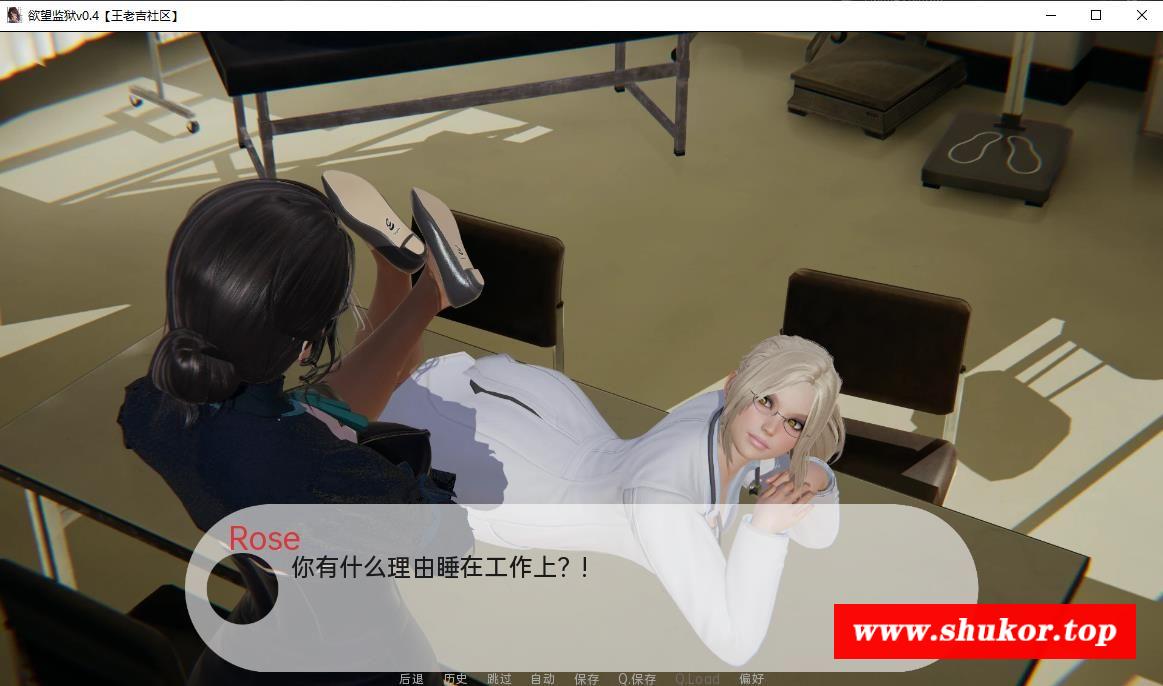 欲望监狱v0.4【王老吉社区】
Rose
你有什么理由睡在工作上？！
www.shukor.top
后退 历史 跳过 自动 保存 Q.保存 Q.Load 偏好